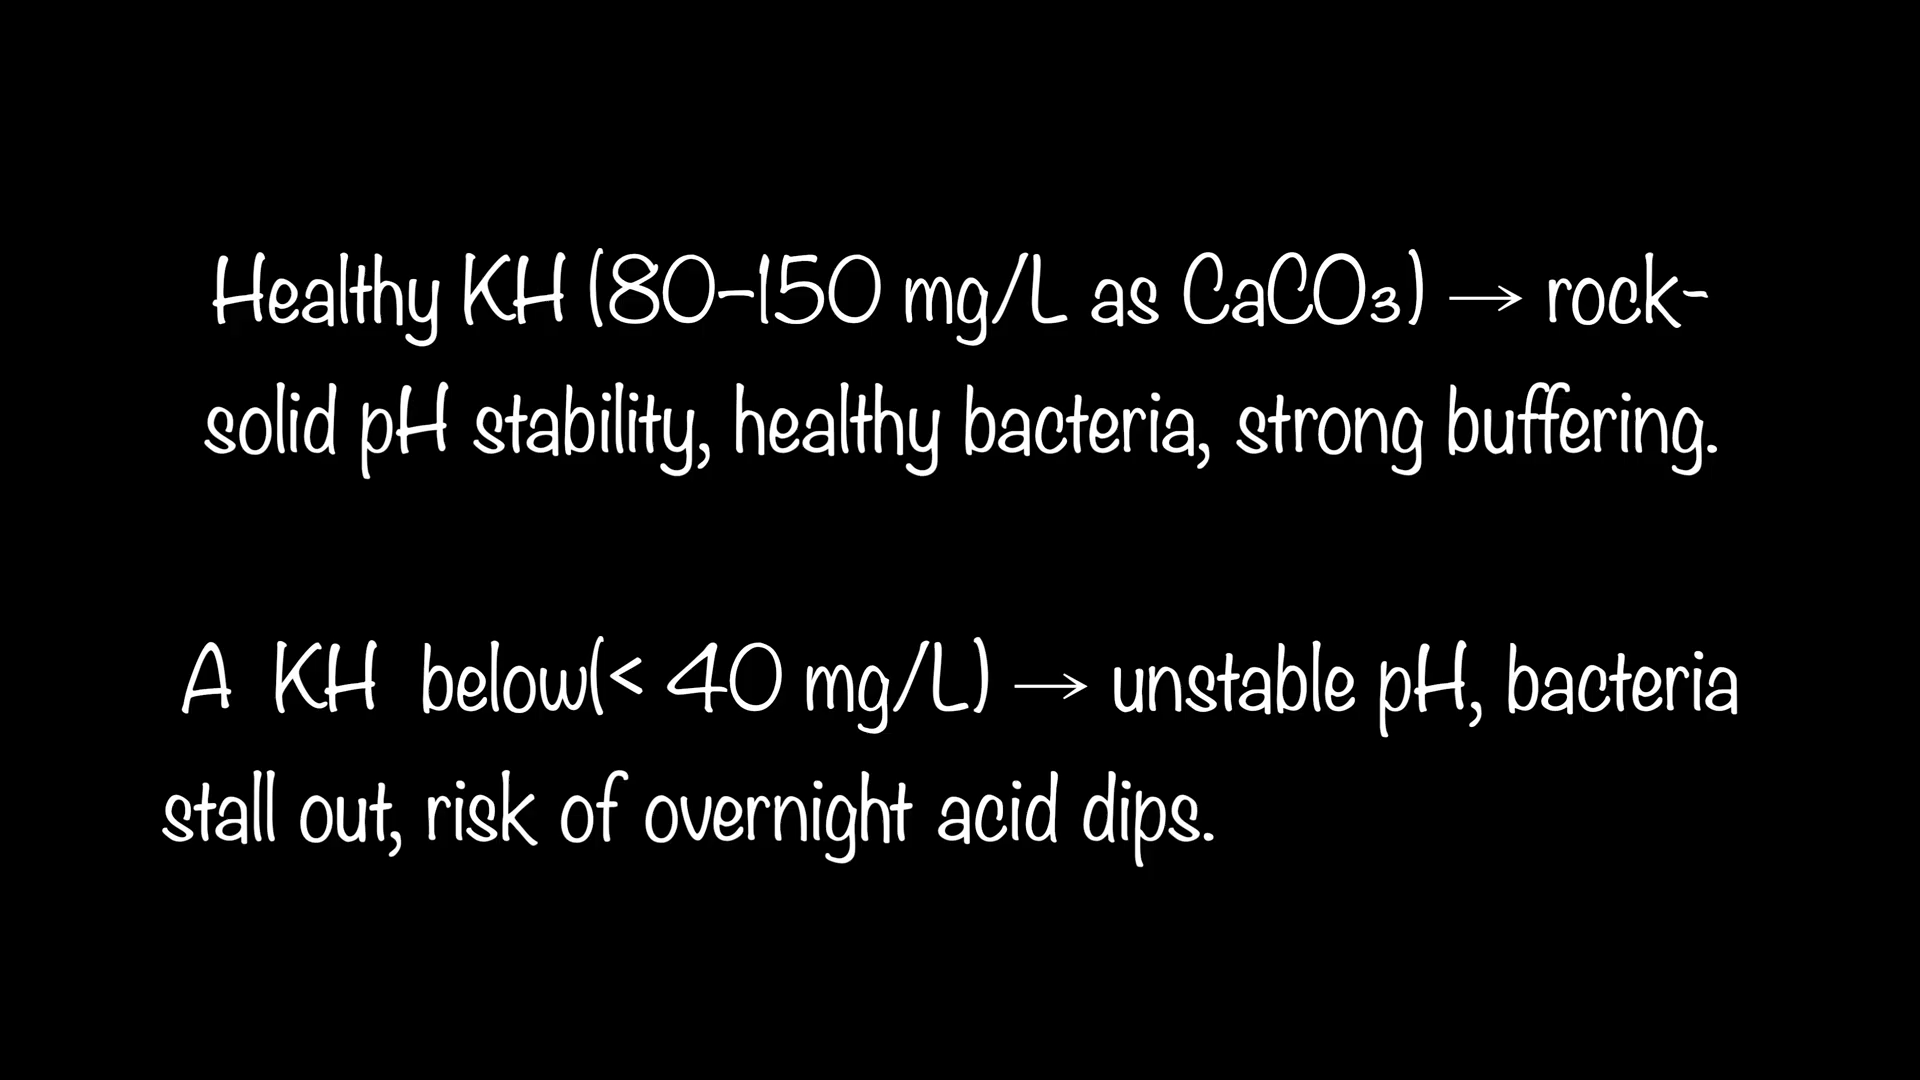 Healthy KH (80–150 mg/L as CaCO₃) → rock-
solid pH stability, healthy bacteria, strong buffering.
A KH below(< 40 mg/L) → unstable pH, bacteria
stall out, risk of overnight acid dips.